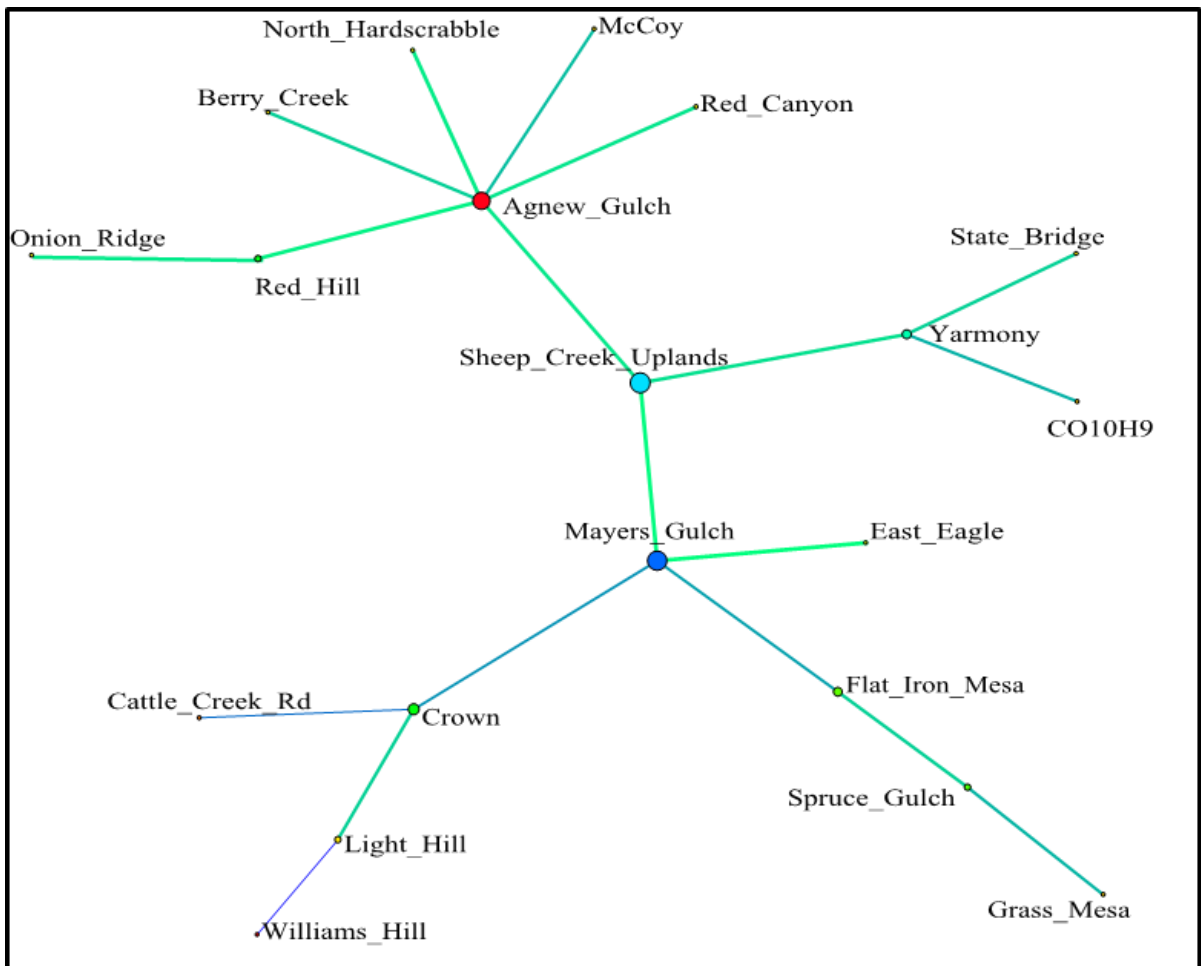 North_Hardscrabble
McCoy
Berry_Creek
Red_Canyon
Agnew_Gulch
Onion_Ridge
State_Bridge
Red_Hill
Yarmony
Sheep_Creek_Uplands
CO10H9
Mayers_Gulch
East_Eagle
Flat_Iron_Mesa
Cattle_Creek_Rd
Crown
Spruce_Gulch
Light_Hill
Grass_Mesa
Williams_Hill